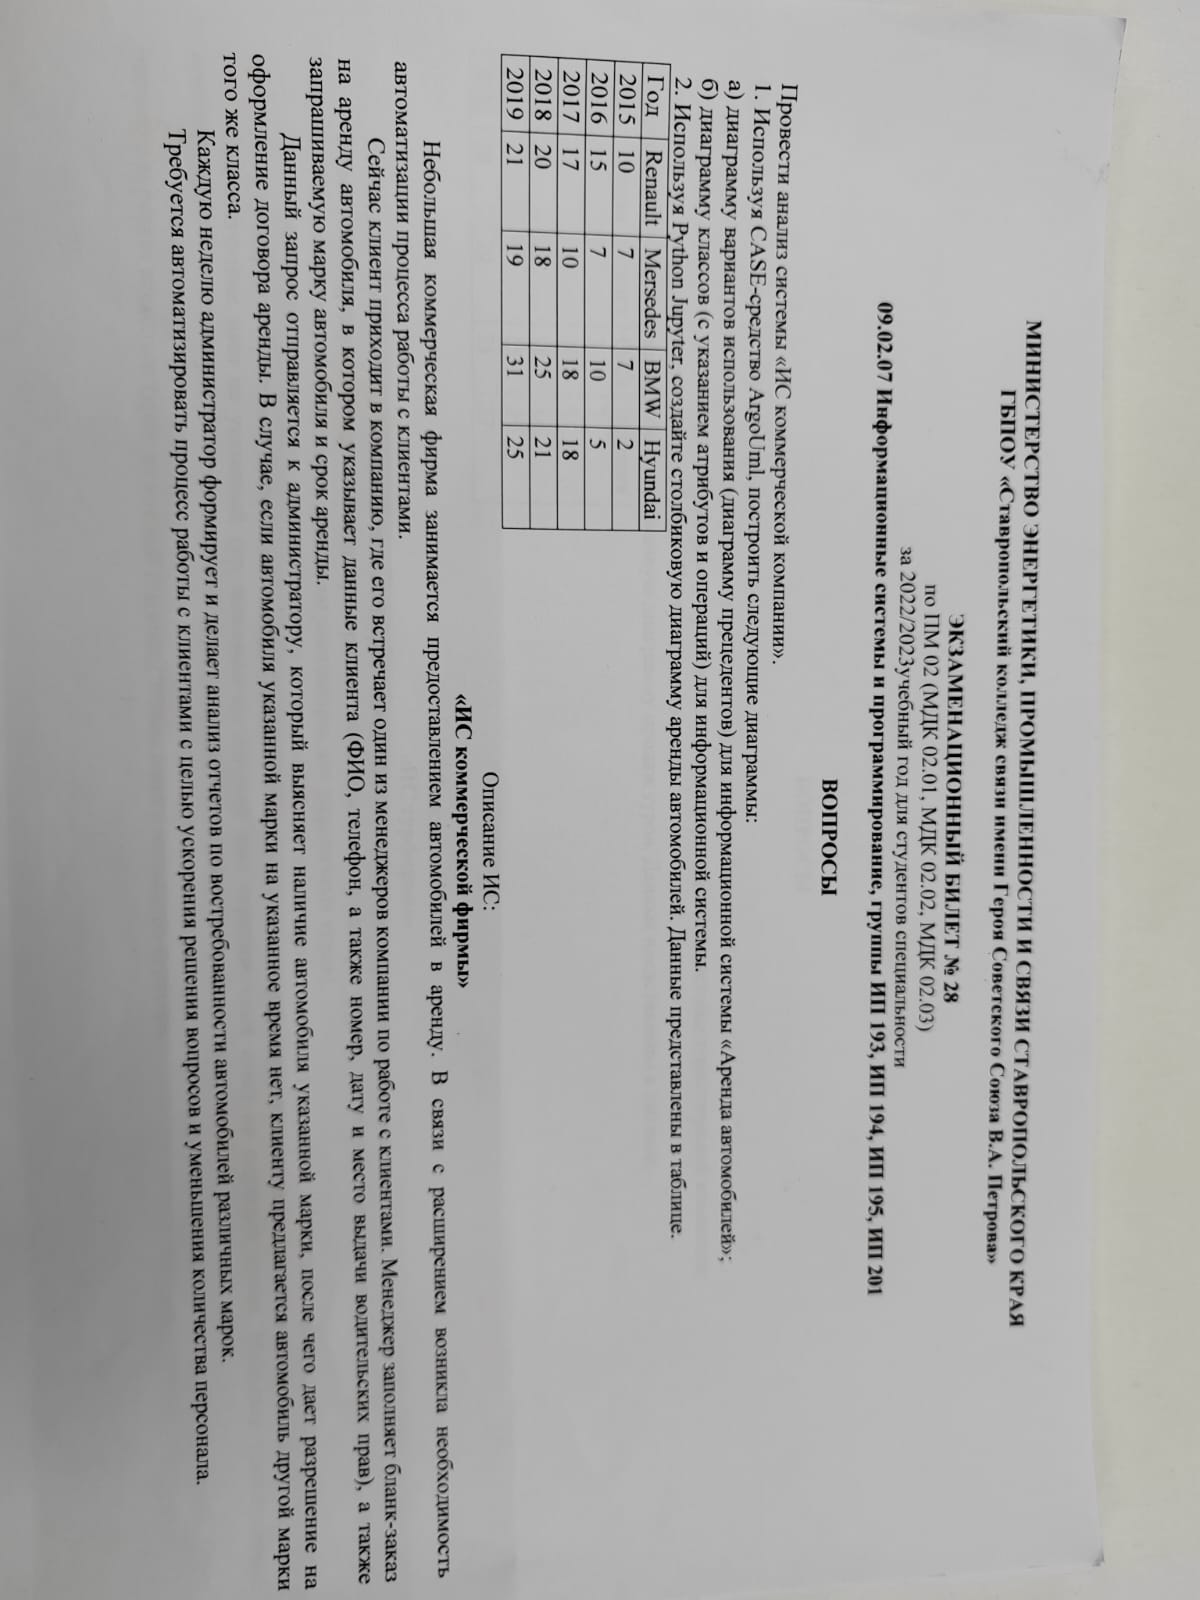 МИНИСТЕРСТВО ЭНЕРГЕТИКИ, ПРОМЫШЛЕННОСТИ И СВЯЗИ СТАВРОПОЛЬСКОГО КРАЯ
ГБПОУ «Ставропольский колледж связи имени Героя Советского Союза В.А. Петрова»
ЭКЗАМЕНАЦИОННЫЙ БИЛЕТ № 28
по ПМ 02 (МДК 02.01, МДК 02.02, МДК 02.03)
за 2022/2023учебный год для студентов специальности
09.02.07 Информационные системы и программирование, группы ИП 193, ИП 194, ИП 195, ИП 201
ВОПРОСЫ
Провести анализ системы «ИС коммерческой компании».
1. Используя CASE-средство ArgoUml, построить следующие диаграммы:
а) диаграмму вариантов использования (диаграмму прецедентов) для информационной системы «Аренда автомобилей»;
б) диаграмму классов (с указанием атрибутов и операций) для информационной системы.
2. Используя Python Jupyter, создайте столбиковую диаграмму аренды автомобилей. Данные представлены в таблице.
Год Renault Mersedes BMW Hyundai
2015 10 7 7 2
2016 15 7 10 5
2017 17 10 18 18
2018 20 18 25 21
2019 21 19 31 25
Описание ИС:
«ИС коммерческой фирмы»
Небольшая коммерческая фирма занимается предоставлением автомобилей в аренду. В связи с расширением возникла необходимость
автоматизации процесса работы с клиентами.
Сейчас клиент приходит в компанию, где его встречает один из менеджеров компании по работе с клиентами. Менеджер заполняет бланк-заказ
на аренду автомобиля, в котором указывает данные клиента (ФИО, телефон, а также номер, дату и место выдачи водительских прав), а также
запрашиваемую марку автомобиля и срок аренды.
Данный запрос отправляется к администратору, который выясняет наличие автомобиля указанной марки, после чего дает разрешение на
оформление договора аренды. В случае, если автомобиля указанной марки на указанное время нет, клиенту предлагается автомобиль другой марки
того же класса.
Каждую неделю администратор формирует и делает анализ отчетов по востребованности автомобилей различных марок.
Требуется автоматизировать процесс работы с клиентами с целью ускорения решения вопросов и уменьшения количества персонала.